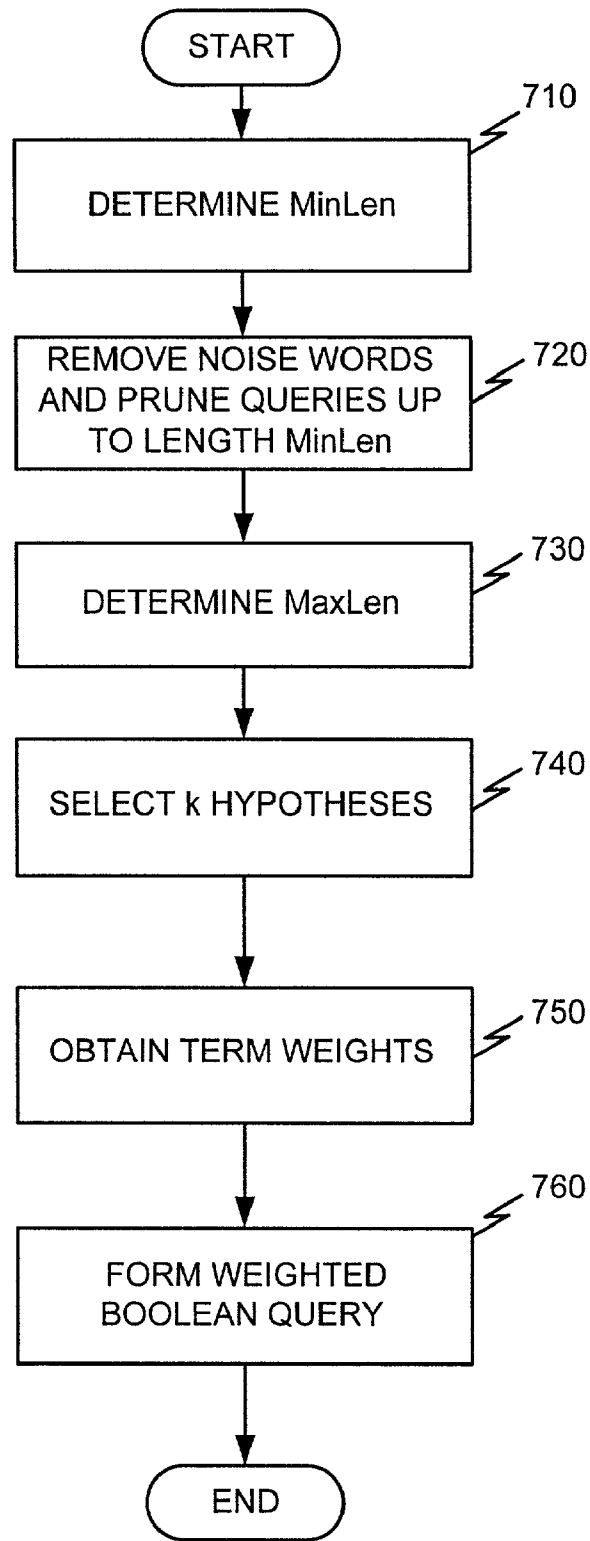 START
710
DETERMINE MinLen
720
REMOVE NOISE WORDS
AND PRUNE QUERIES UP
TO LENGTH MinLen
730
DETERMINE MaxLen
740
SELECT k HYPOTHESES
750
OBTAIN TERM WEIGHTS
760
FORM WEIGHTED
BOOLEAN QUERY
END